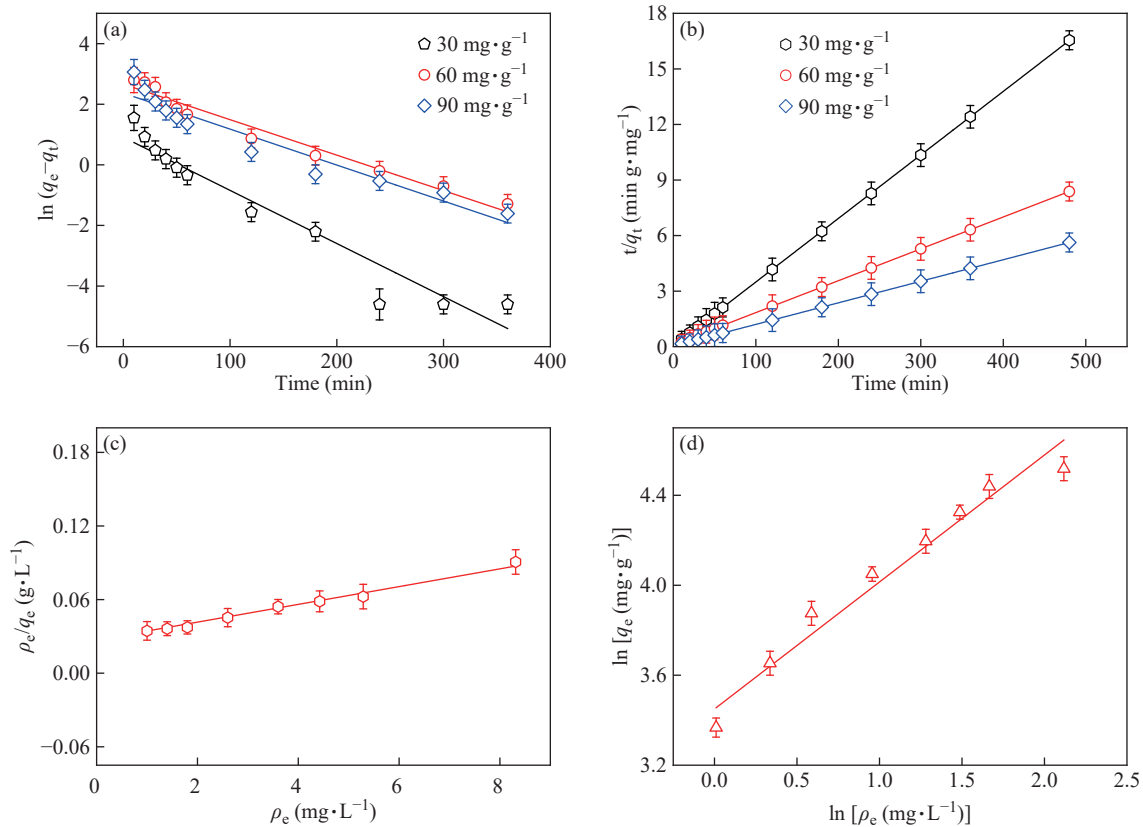 (a)
30 mg·g⁻¹
60 mg·g⁻¹
90 mg·g⁻¹
4
2
0
−2
−4
−6
ln (qₑ−qₜ)
0 100 200 300 400
Time (min)
(b)
30 mg·g⁻¹
60 mg·g⁻¹
90 mg·g⁻¹
18
15
12
9
6
3
0
t/qₜ (min g·mg⁻¹)
0 100 200 300 400 500
Time (min)
(c)
0.18
0.12
0.06
0.00
−0.06
ρₑ/qₑ (g·L⁻¹)
0 2 4 6 8
ρₑ (mg·L⁻¹)
(d)
4.4
4.0
3.6
3.2
ln [qₑ (mg·g⁻¹)]
0.0 0.5 1.0 1.5 2.0 2.5
ln [ρₑ (mg·L⁻¹)]